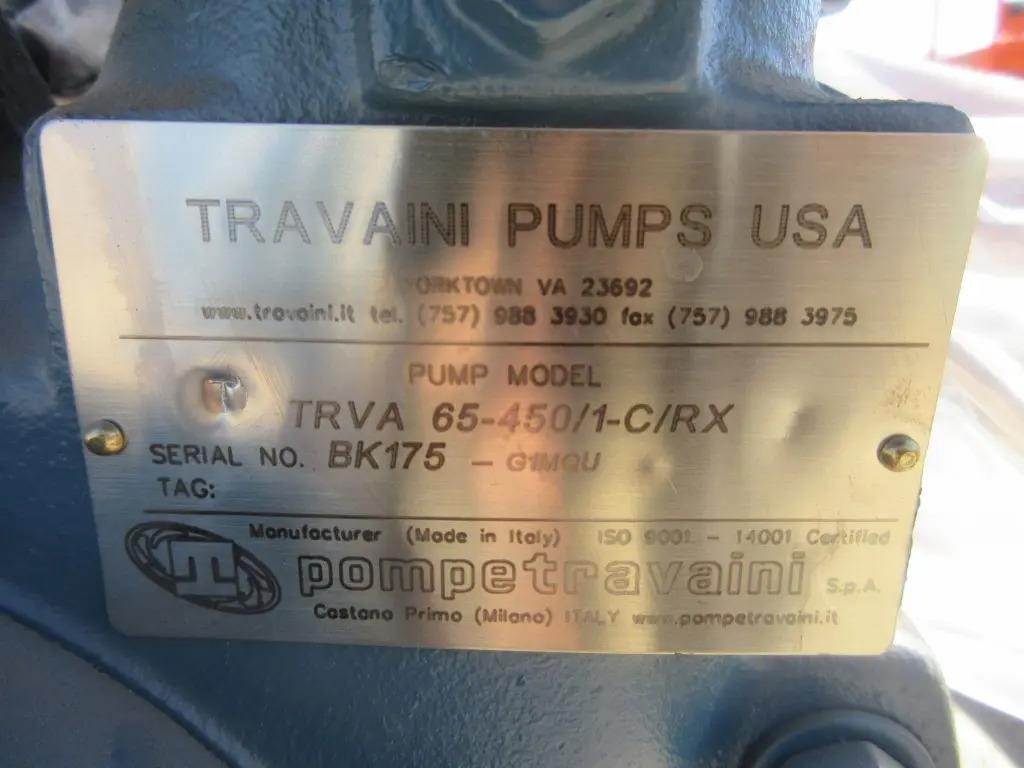 TRAVAINI PUMPS USA
YORKTOWN VA 23692
www.travaini.it tel. (757) 988 3930 fax (757) 988 3975
PUMP MODEL
TRVA 65-450/1-C/RX
SERIAL NO. BK175 - G1MQU
TAG:
Manufacturer (Made in Italy) ISO 9001 - 14001 Certified
pompetravaini S.p.A.
Castano Primo (Milano) ITALY www.pompetravaini.it